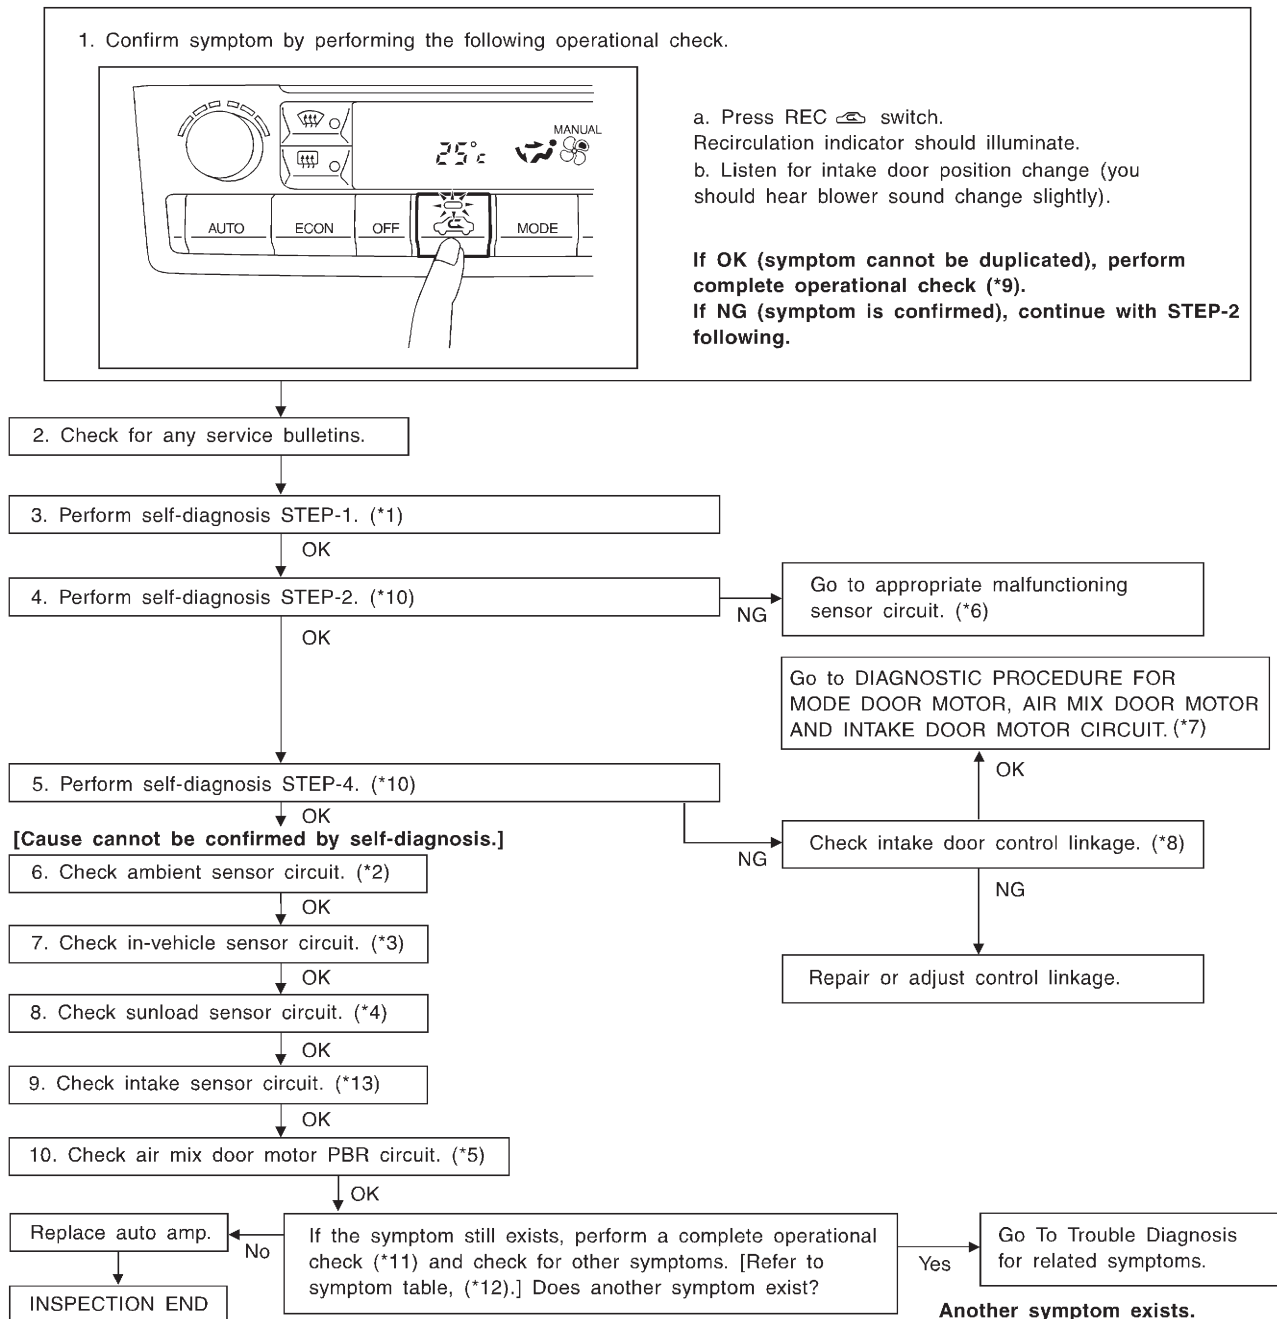 1. Confirm symptom by performing the following operational check.
25°c
MANUAL
AUTO
ECON
OFF
MODE
a. Press REC switch.
Recirculation indicator should illuminate.
b. Listen for intake door position change (you
should hear blower sound change slightly).
If OK (symptom cannot be duplicated), perform
complete operational check (*9).
If NG (symptom is confirmed), continue with STEP-2
following.
2. Check for any service bulletins.
3. Perform self-diagnosis STEP-1. (*1)
OK
4. Perform self-diagnosis STEP-2. (*10)
NG
Go to appropriate malfunctioning
sensor circuit. (*6)
OK
Go to DIAGNOSTIC PROCEDURE FOR
MODE DOOR MOTOR, AIR MIX DOOR MOTOR
AND INTAKE DOOR MOTOR CIRCUIT. (*7)
OK
5. Perform self-diagnosis STEP-4. (*10)
OK
[Cause cannot be confirmed by self-diagnosis.]
NG
Check intake door control linkage. (*8)
NG
Repair or adjust control linkage.
6. Check ambient sensor circuit. (*2)
OK
7. Check in-vehicle sensor circuit. (*3)
OK
8. Check sunload sensor circuit. (*4)
OK
9. Check intake sensor circuit. (*13)
OK
10. Check air mix door motor PBR circuit. (*5)
OK
If the symptom still exists, perform a complete operational
check (*11) and check for other symptoms. [Refer to
symptom table, (*12).] Does another symptom exist?
No
Replace auto amp.
INSPECTION END
Yes
Go To Trouble Diagnosis
for related symptoms.
Another symptom exists.